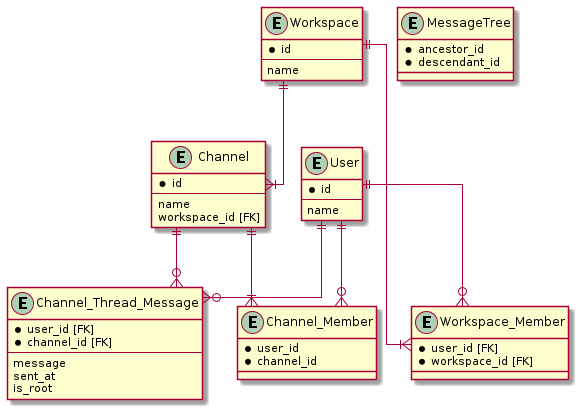 E Workspace
id
name
E MessageTree
ancestor_id
descendant_id
E Channel
id
name
workspace_id [FK]
E User
id
name
E Channel_Thread_Message
user_id [FK]
channel_id [FK]
message
sent_at
is_root
E Channel_Member
user_id
channel_id
E Workspace_Member
user_id [FK]
workspace_id [FK]